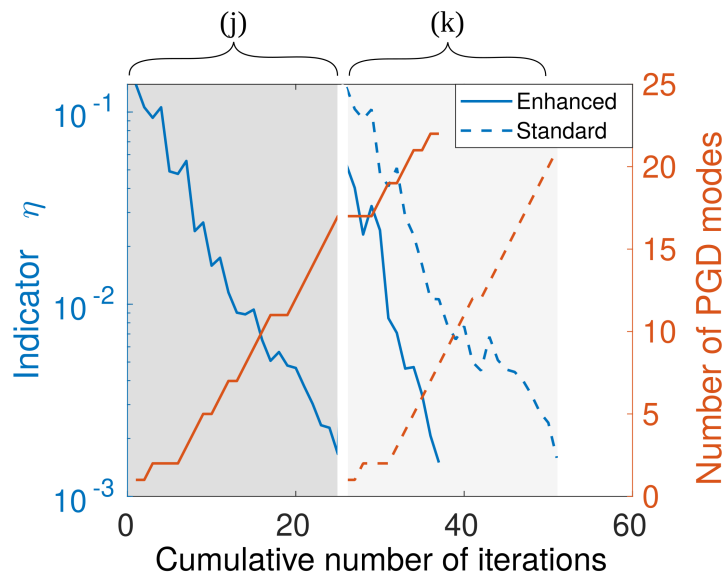 (j) (k)
Enhanced
Standard
Indicator η
10^-1
10^-2
10^-3
25
20
15
10
5
0
Number of PGD modes
0 20 40 60
Cumulative number of iterations